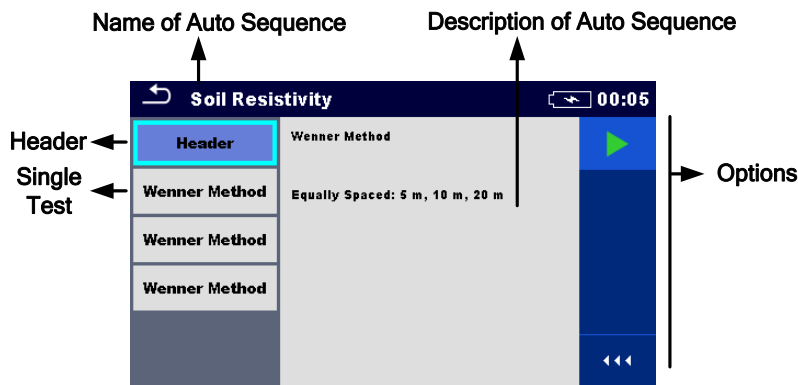 Name of Auto Sequence
Description of Auto Sequence
Soil Resistivity
00:05
Header
Header
Wenner Method
Single
Test
Wenner Method
Equally Spaced: 5 m, 10 m, 20 m
Options
Wenner Method
Wenner Method